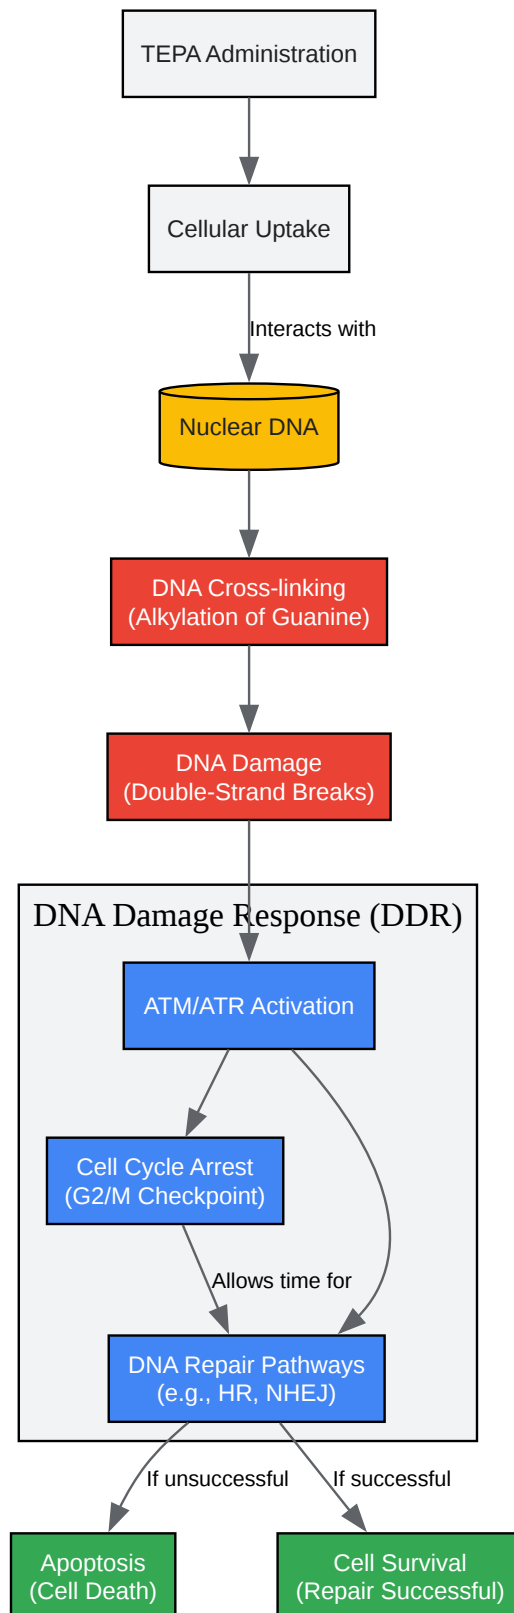 TEPA Administration
Cellular Uptake
Interacts with
Nuclear DNA
DNA Cross-linking
(Alkylation of Guanine)
DNA Damage
(Double-Strand Breaks)
DNA Damage Response (DDR)
ATM/ATR Activation
Cell Cycle Arrest
(G2/M Checkpoint)
Allows time for
DNA Repair Pathways
(e.g., HR, NHEJ)
If unsuccessful
If successful
Apoptosis
(Cell Death)
Cell Survival
(Repair Successful)